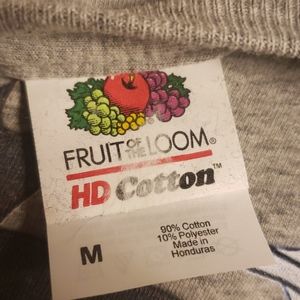 FRUIT OF THE LOOM®
HD Cotton™
M
90% Cotton
10% Polyester
Made in
Honduras